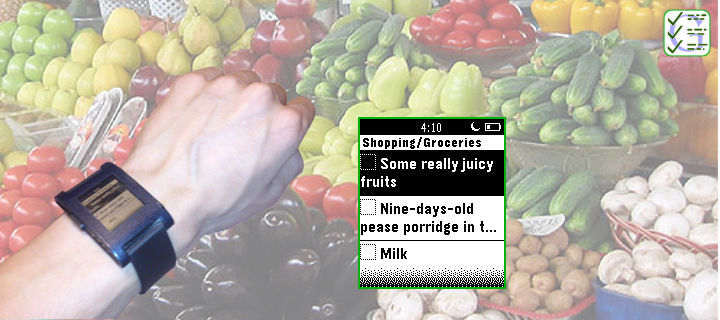 4:10
Shopping/Groceries
Some really juicy
fruits
Nine-days-old
pease porridge in t...
Milk